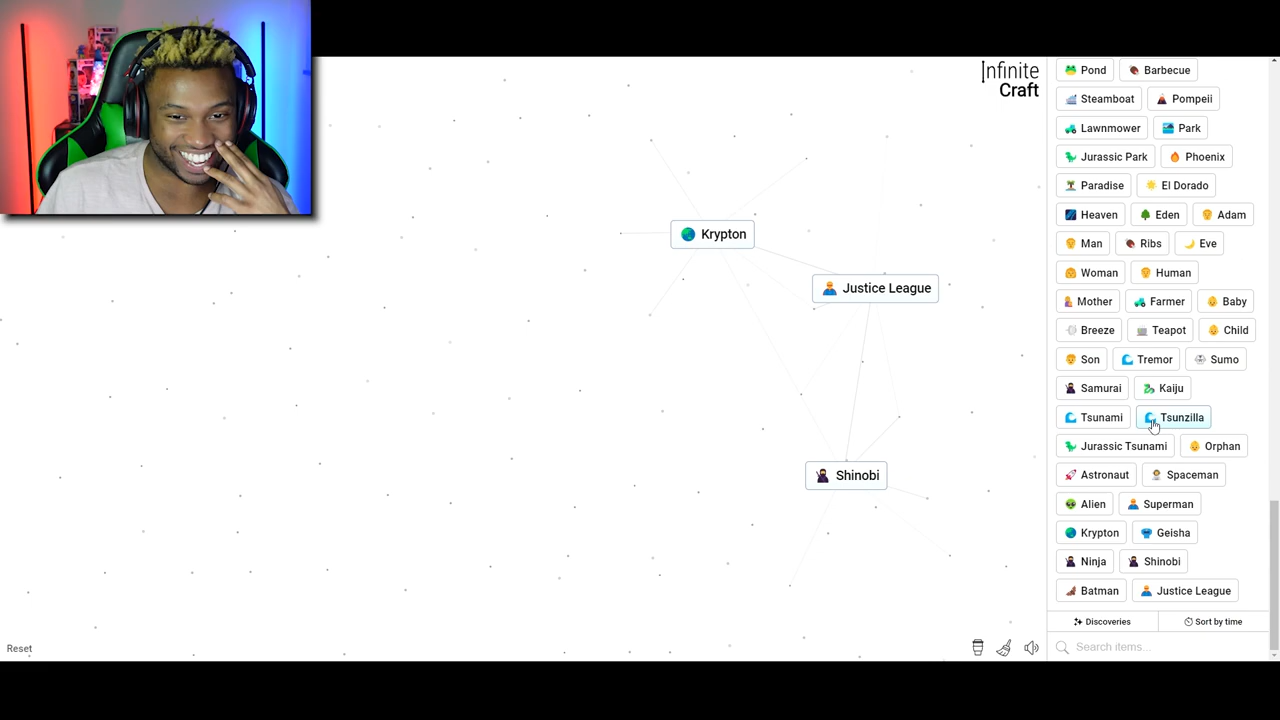 Infinite
Craft
Krypton
Justice League
Shinobi
Reset
Pond Barbecue
Steamboat Pompeii
Lawnmower Park
Jurassic Park Phoenix
Paradise El Dorado
Heaven Eden Adam
Man Ribs Eve
Woman Human
Mother Farmer Baby
Breeze Teapot Child
Son Tremor Sumo
Samurai Kaiju
Tsunami Tsunzilla
Jurassic Tsunami Orphan
Astronaut Spaceman
Alien Superman
Krypton Geisha
Ninja Shinobi
Batman Justice League
Discoveries Sort by time
Search items...